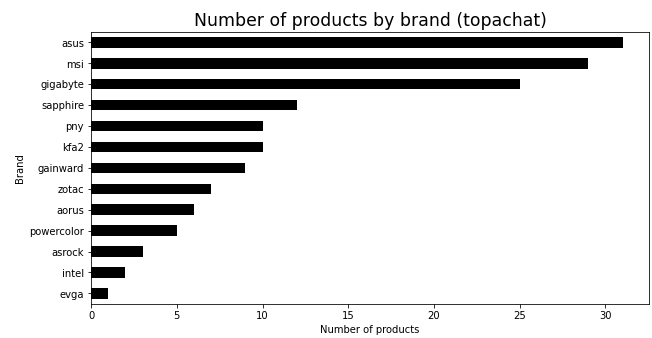 Number of products by brand (topachat)
asus
msi
gigabyte
sapphire
pny
kfa2
gainward
zotac
aorus
powercolor
asrock
intel
evga
Brand
0 5 10 15 20 25 30
Number of products